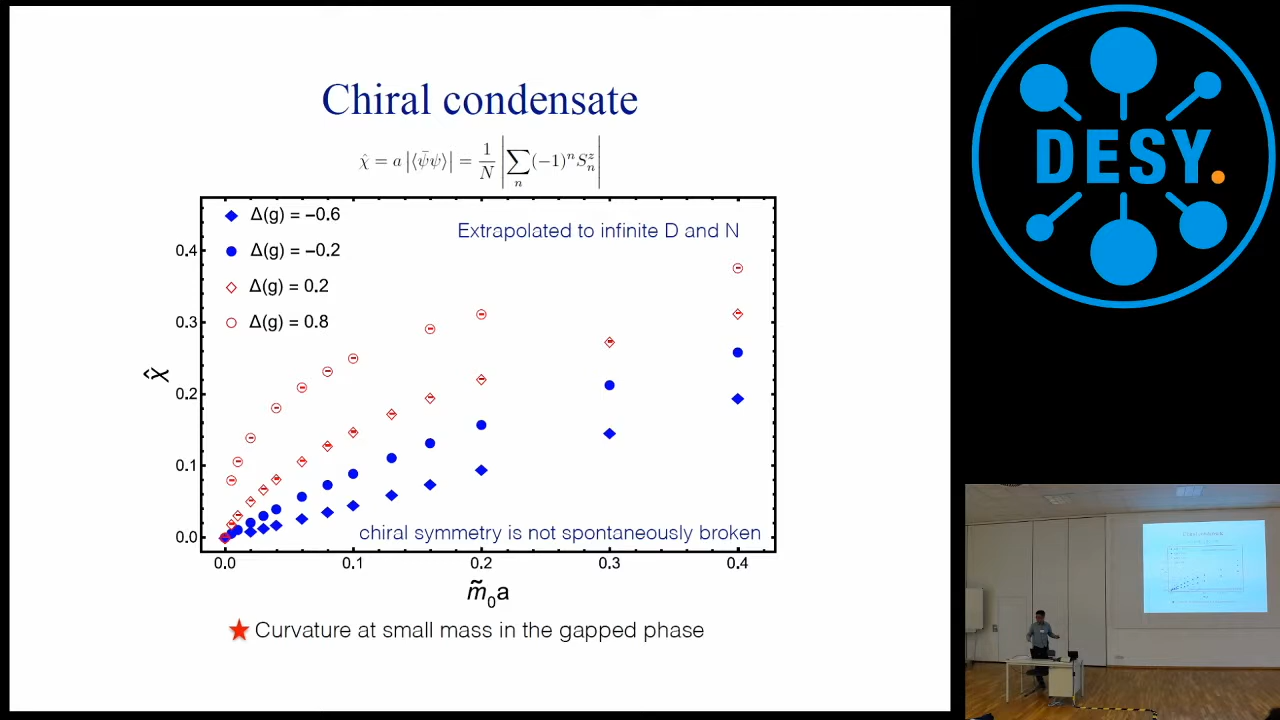 Chiral condensate
χ̂ = a |⟨ψ̄ψ⟩| = 1/N |∑ₙ (−1)ⁿ Sₙᶻ|
Δ(g) = −0.6
Δ(g) = −0.2
Δ(g) = 0.2
Δ(g) = 0.8
Extrapolated to infinite D and N
0.4
0.3
0.2
0.1
0.0
χ̂
chiral symmetry is not spontaneously broken
0.0 0.1 0.2 0.3 0.4
m̃₀a
Curvature at small mass in the gapped phase
DESY.